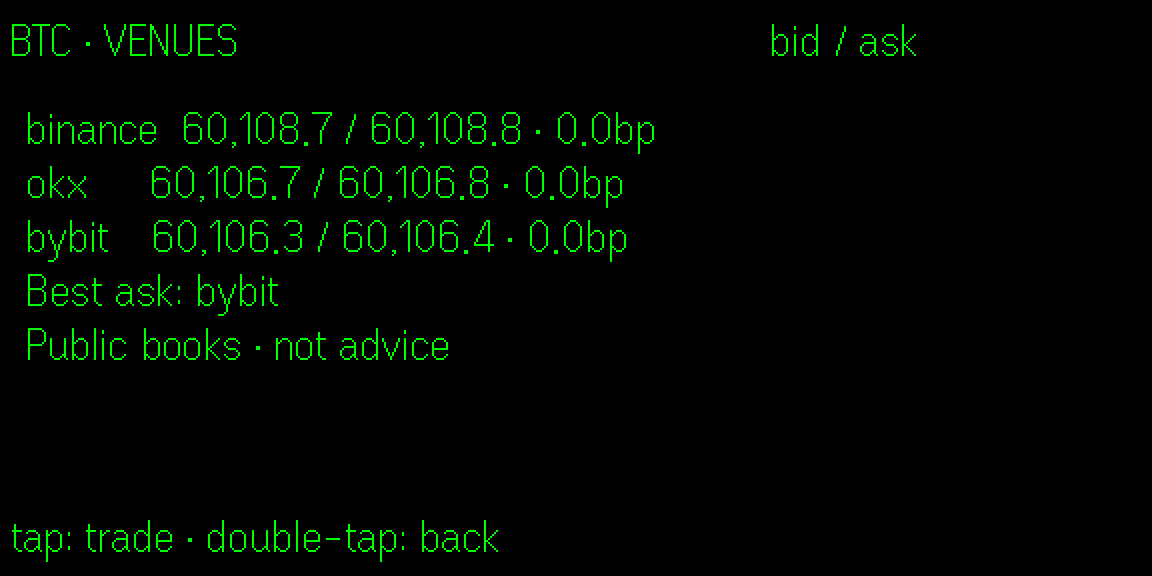 BTC · VENUES bid / ask
binance 60,108.7 / 60,108.8 · 0.0bp
okx 60,106.7 / 60,106.8 · 0.0bp
bybit 60,106.3 / 60,106.4 · 0.0bp
Best ask: bybit
Public books · not advice
tap: trade · double-tap: back